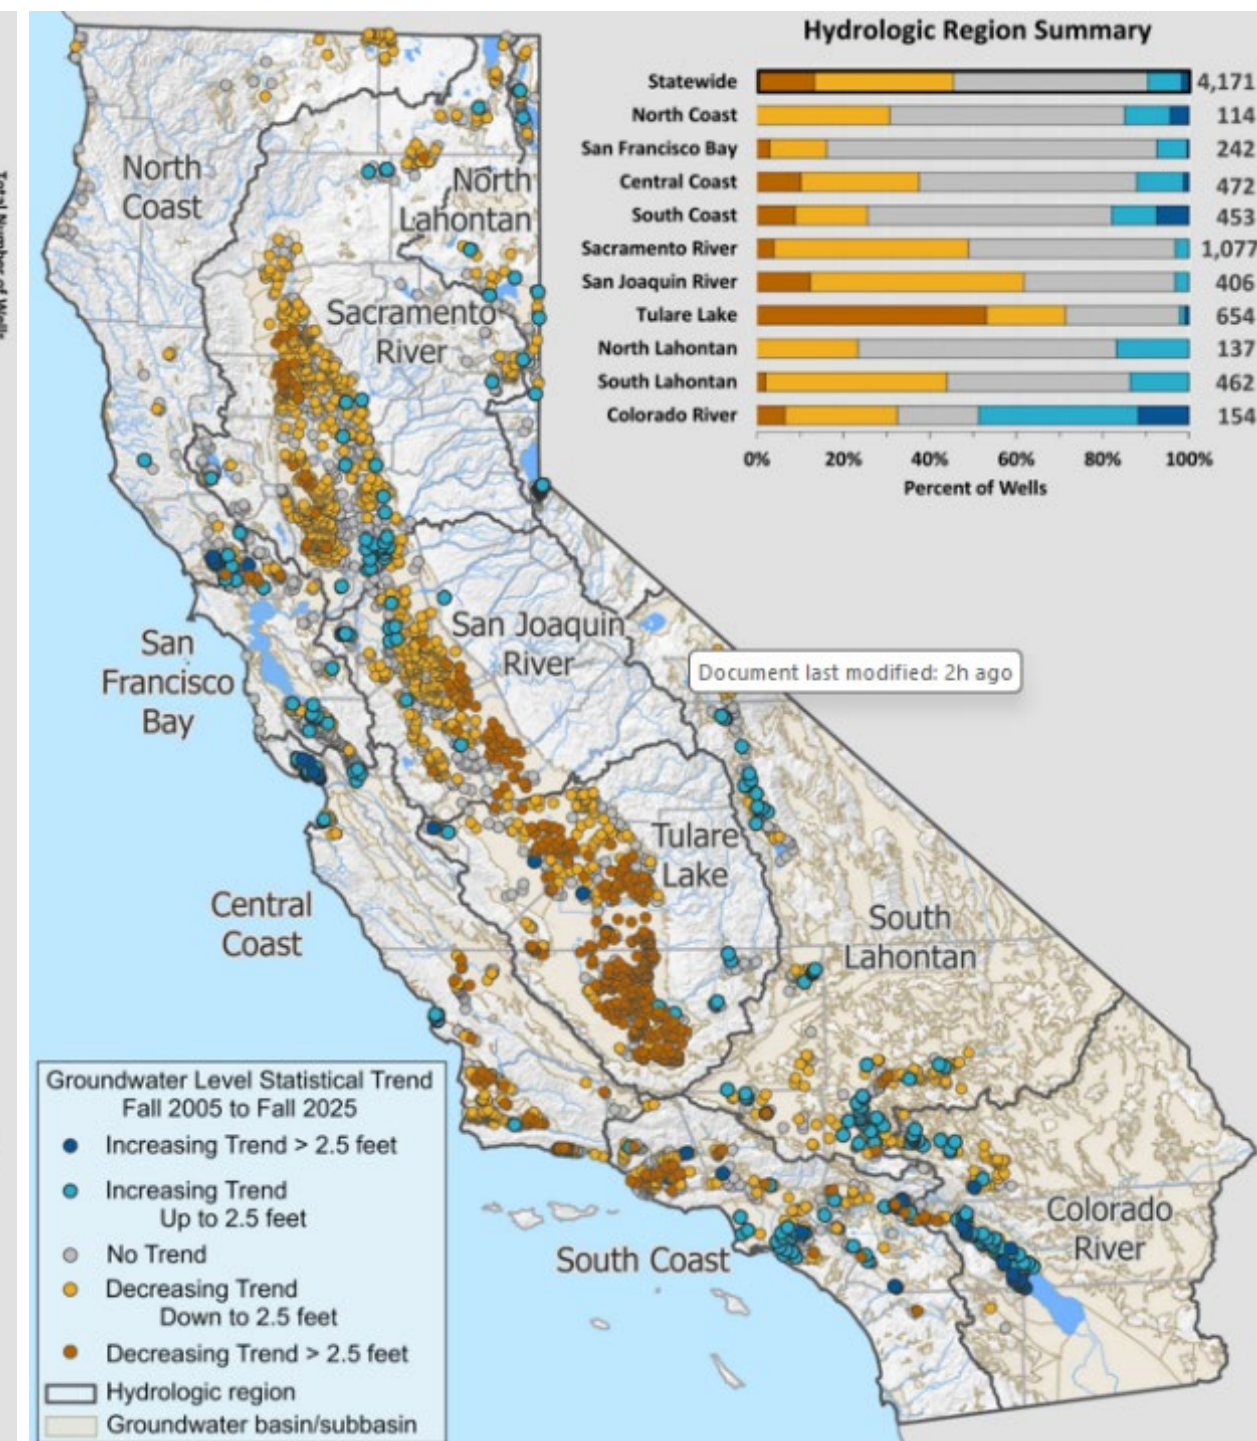 Total Number of Wells
Hydrologic Region Summary
Statewide 4,171
North Coast 114
San Francisco Bay 242
Central Coast 472
South Coast 453
Sacramento River 1,077
San Joaquin River 406
Tulare Lake 654
North Lahontan 137
South Lahontan 462
Colorado River 154
0% 20% 40% 60% 80% 100%
Percent of Wells
North
Coast
North
Lahontan
Sacramento
River
San Joaquin
River
San
Francisco
Bay
Document last modified: 2h ago
Tulare
Lake
Central
Coast
South
Lahontan
Colorado
River
South Coast
Groundwater Level Statistical Trend
Fall 2005 to Fall 2025
Increasing Trend > 2.5 feet
Increasing Trend
Up to 2.5 feet
No Trend
Decreasing Trend
Down to 2.5 feet
Decreasing Trend > 2.5 feet
Hydrologic region
Groundwater basin/subbasin